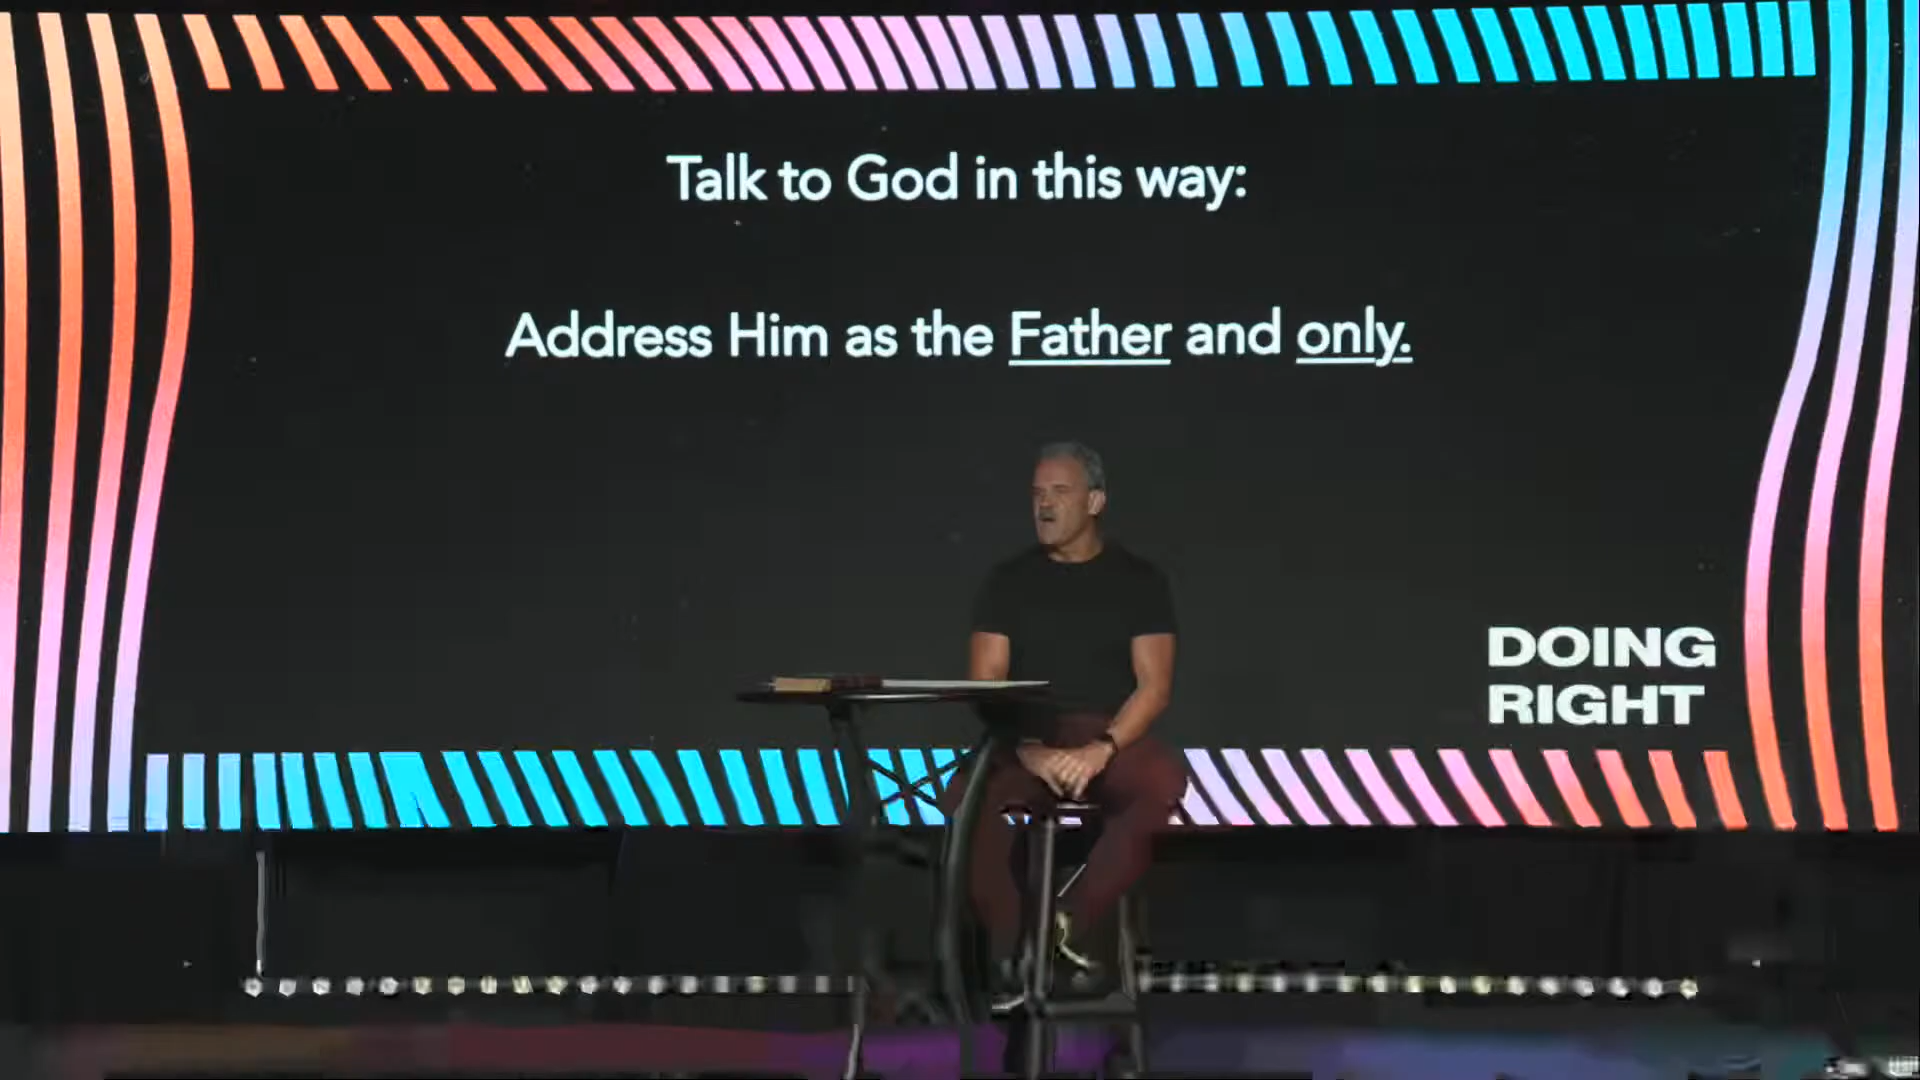 Talk to God in this way:
Address Him as the Father and only.
DOING
RIGHT